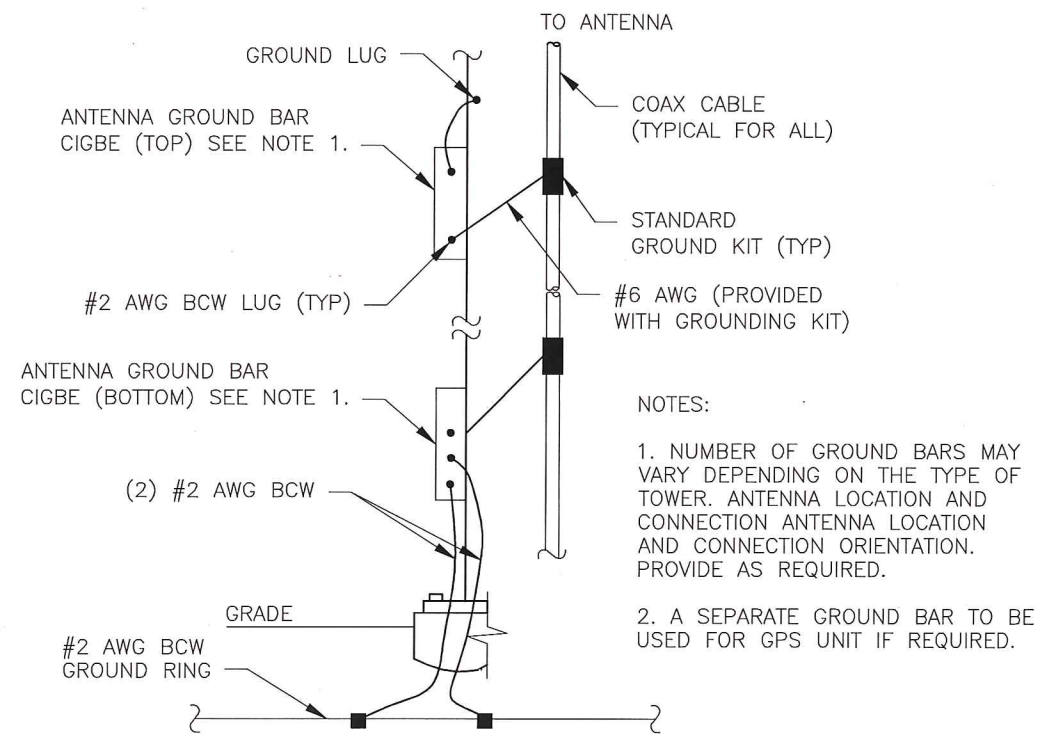 TO ANTENNA
GROUND LUG
COAX CABLE
(TYPICAL FOR ALL)
ANTENNA GROUND BAR
CIGBE (TOP) SEE NOTE 1.
STANDARD
GROUND KIT (TYP)
#2 AWG BCW LUG (TYP)
#6 AWG (PROVIDED
WITH GROUNDING KIT)
ANTENNA GROUND BAR
CIGBE (BOTTOM) SEE NOTE 1.
(2) #2 AWG BCW
GRADE
#2 AWG BCW
GROUND RING
NOTES:
1. NUMBER OF GROUND BARS MAY
VARY DEPENDING ON THE TYPE OF
TOWER. ANTENNA LOCATION AND
CONNECTION ANTENNA LOCATION
AND CONNECTION ORIENTATION.
PROVIDE AS REQUIRED.
2. A SEPARATE GROUND BAR TO BE
USED FOR GPS UNIT IF REQUIRED.